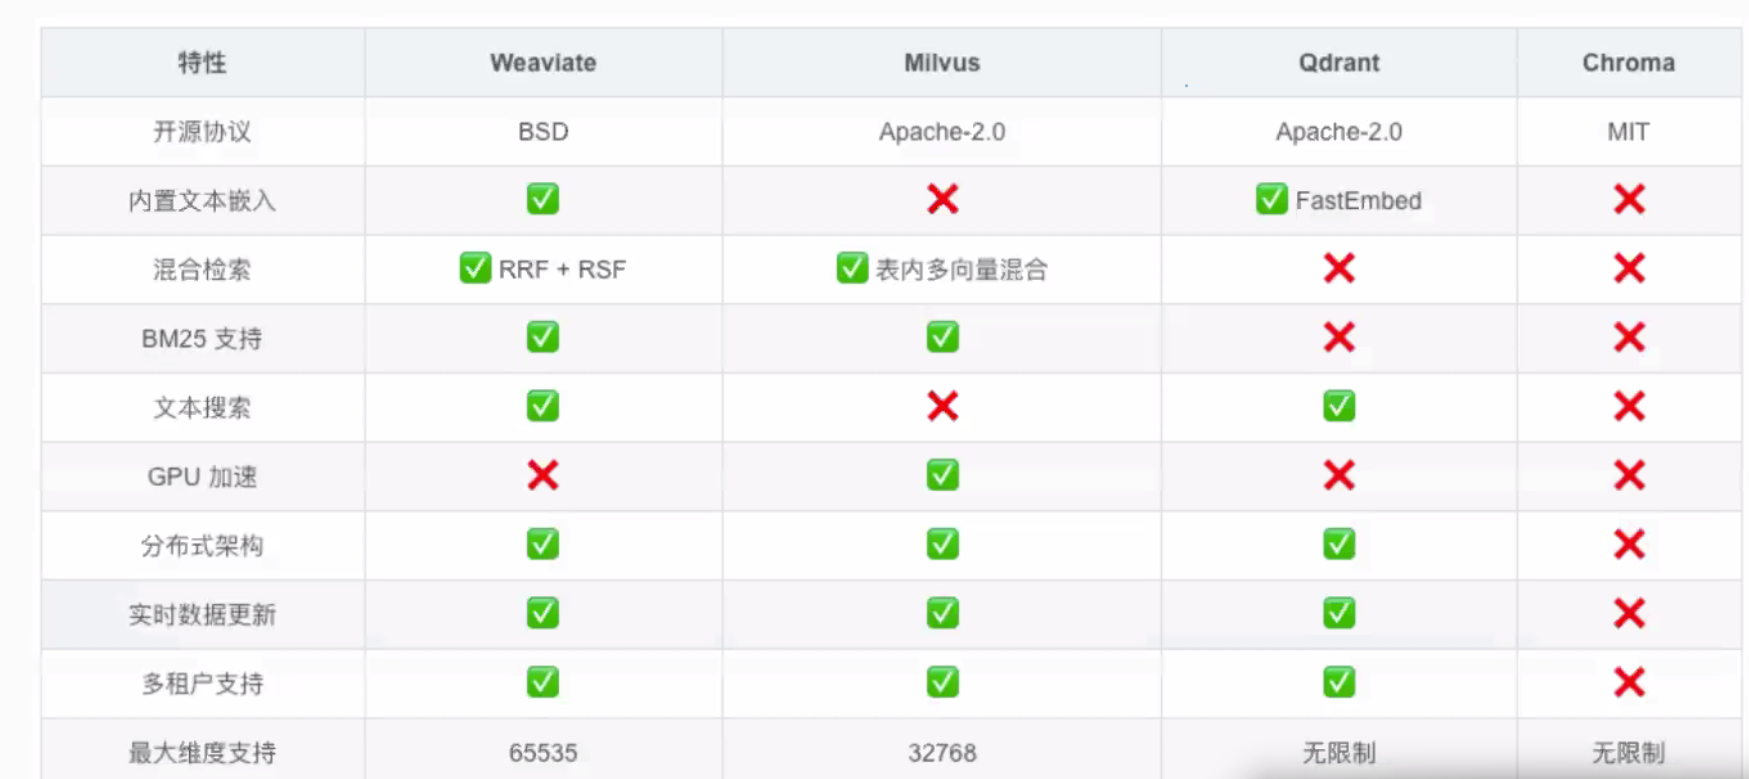 特性 Weaviate Milvus Qdrant Chroma
开源协议 BSD Apache-2.0 Apache-2.0 MIT
内置文本嵌入 ✅ ❌ ✅ FastEmbed ❌
混合检索 ✅ RRF + RSF ✅ 表内多向量混合 ❌ ❌
BM25 支持 ✅ ✅ ❌ ❌
文本搜索 ✅ ❌ ✅ ❌
GPU 加速 ❌ ✅ ❌ ❌
分布式架构 ✅ ✅ ✅ ❌
实时数据更新 ✅ ✅ ✅ ❌
多租户支持 ✅ ✅ ✅ ❌
最大维度支持 65535 32768 无限制 无限制